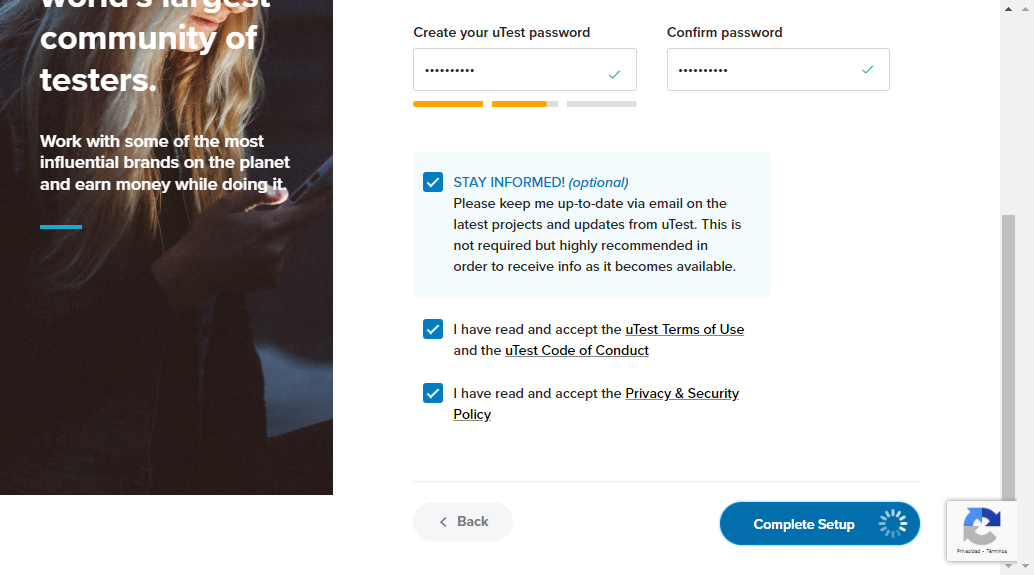 world's largest
community of
testers.
Work with some of the most
influential brands on the planet
and earn money while doing it.
Create your uTest password
Confirm password
••••••••••
••••••••••
STAY INFORMED! (optional)
Please keep me up-to-date via email on the
latest projects and updates from uTest. This is
not required but highly recommended in
order to receive info as it becomes available.
I have read and accept the uTest Terms of Use
and the uTest Code of Conduct
I have read and accept the Privacy & Security
Policy
Back
Complete Setup
Privacidad - Términos